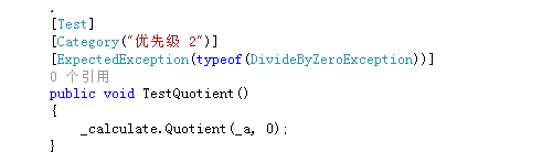 [Test]
[Category("优先级 2")]
[ExpectedException(typeof(DivideByZeroException))]
0 个引用
public void TestQuotient()
{
_calculate.Quotient(_a, 0);
}